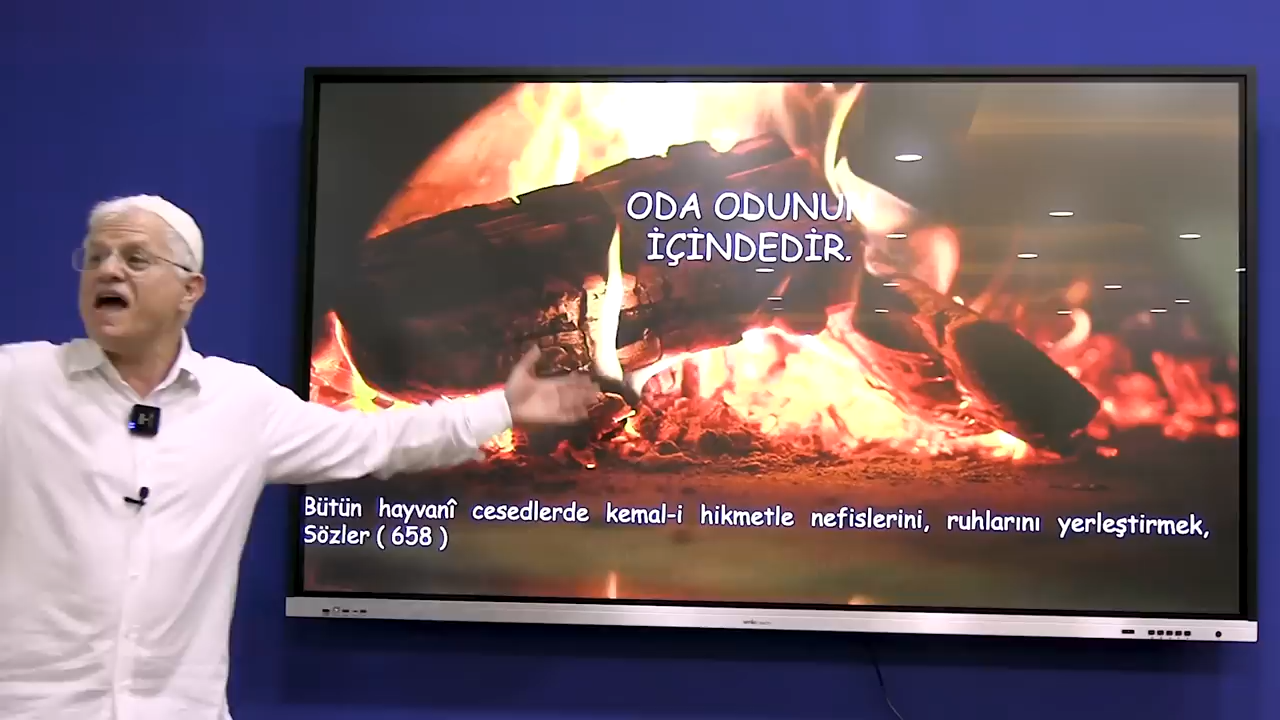 ODA ODUNUN
İÇİNDEDİR.
Bütün hayvanî cesedlerde kemal-i hikmetle nefislerini, ruhlarını yerleştirmek,
Sözler ( 658 )